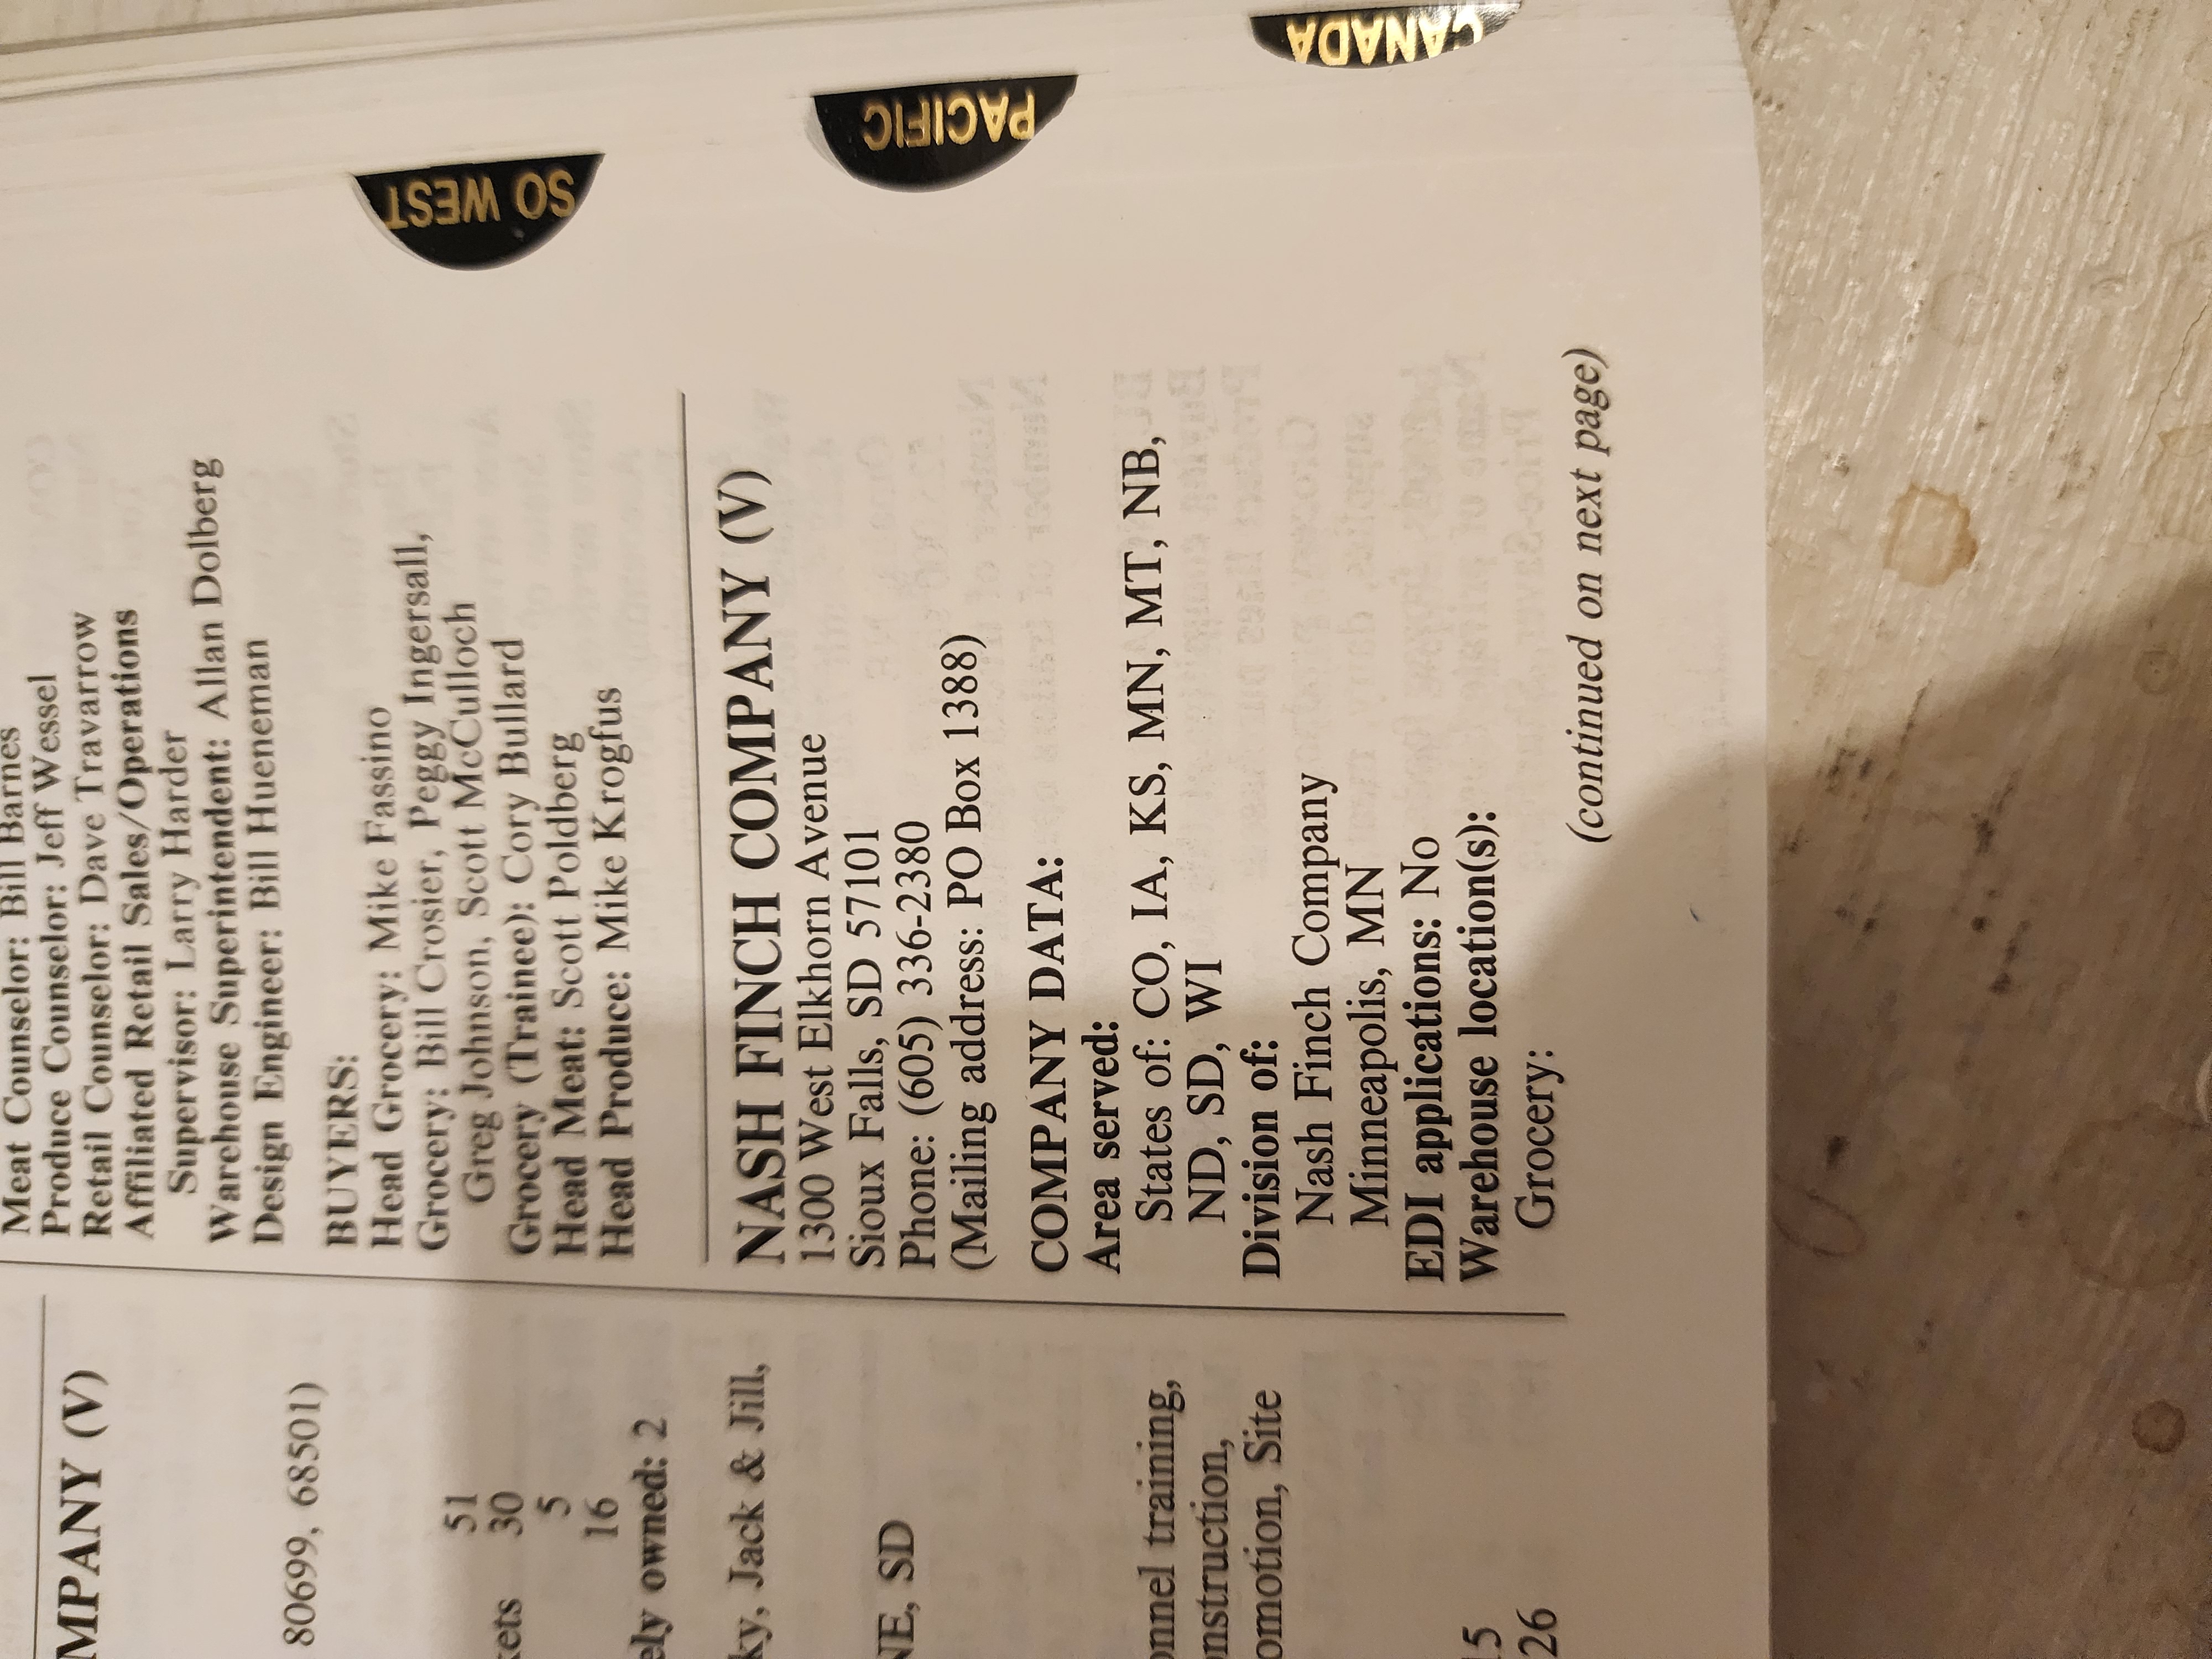 MPANY (V)
80699, 68501)
51
kets 30
5
16
ely owned: 2
ky, Jack & Jill,
NE, SD
onnel training,
nstruction,
omotion, Site
15
26
Meat Counselor: Bill Barnes
Produce Counselor: Jeff Wessel
Retail Counselor: Dave Travarrow
Affiliated Retail Sales/Operations
Supervisor: Larry Harder
Warehouse Superintendent: Allan Dolberg
Design Engineer: Bill Hueneman
BUYERS:
Head Grocery: Mike Fassino
Grocery: Bill Crosier, Peggy Ingersall,
Greg Johnson, Scott McCulloch
Grocery (Trainee): Cory Bullard
Head Meat: Scott Poldberg
Head Produce: Mike Krogfus
NASH FINCH COMPANY (V)
1300 West Elkhorn Avenue
Sioux Falls, SD 57101
Phone: (605) 336-2380
(Mailing address: PO Box 1388)
COMPANY DATA:
Area served:
States of: CO, IA, KS, MN, MT, NB,
ND, SD, WI
Division of:
Nash Finch Company
Minneapolis, MN
EDI applications: No
Warehouse location(s):
Grocery:
(continued on next page)
SO WEST
PACIFIC
CANADA